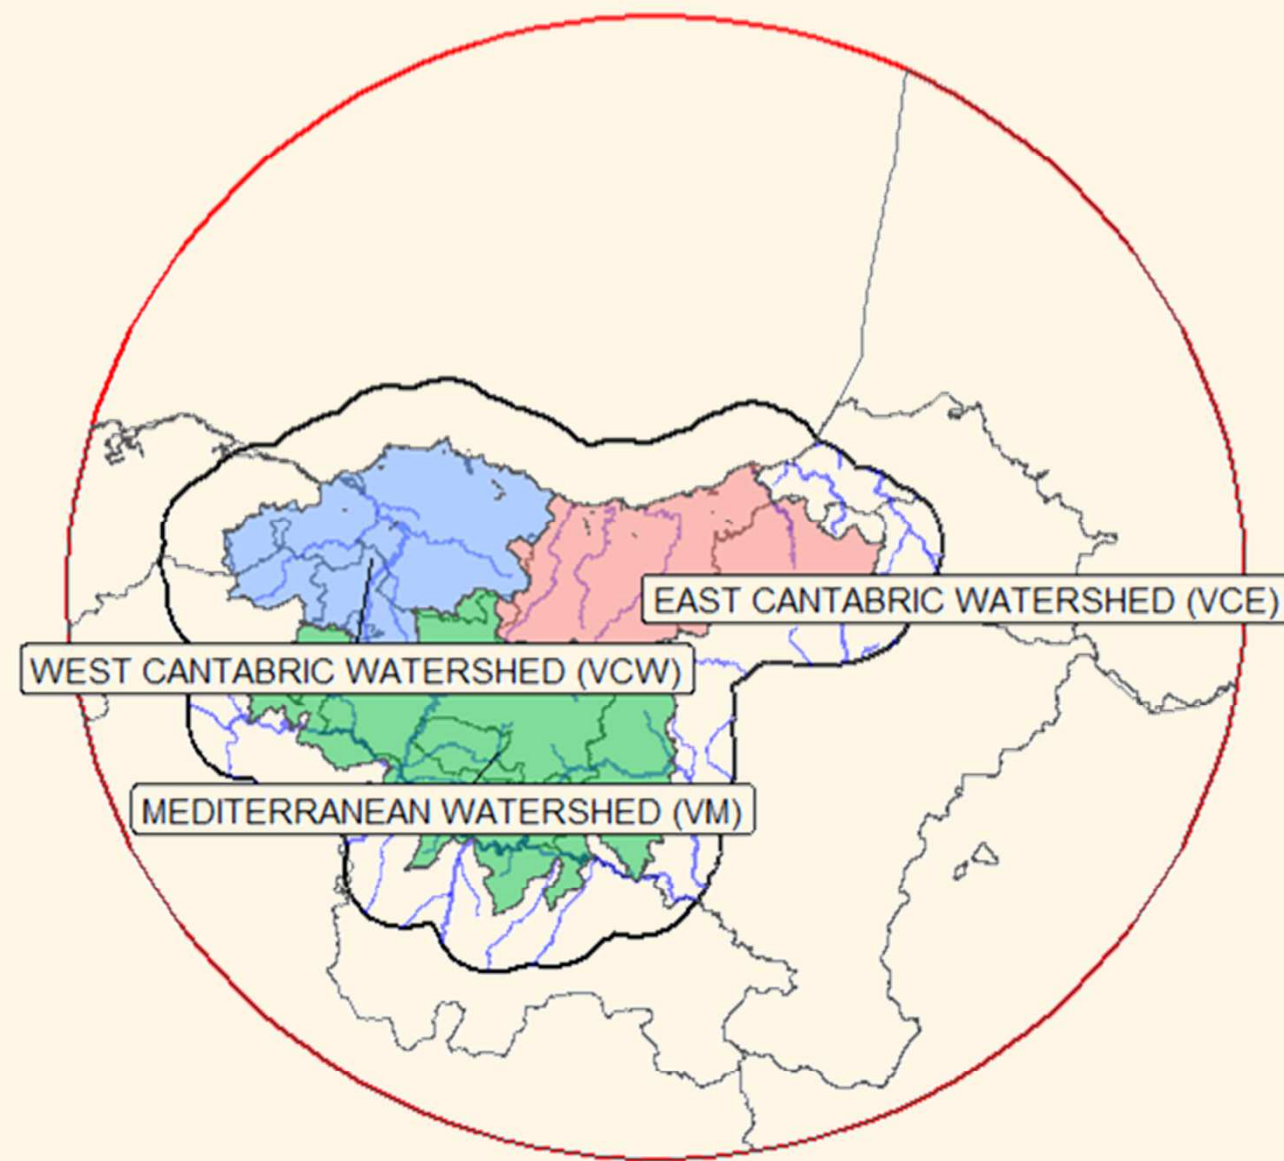 EAST CANTABRIC WATERSHED (VCE)
WEST CANTABRIC WATERSHED (VCW)
MEDITERRANEAN WATERSHED (VM)